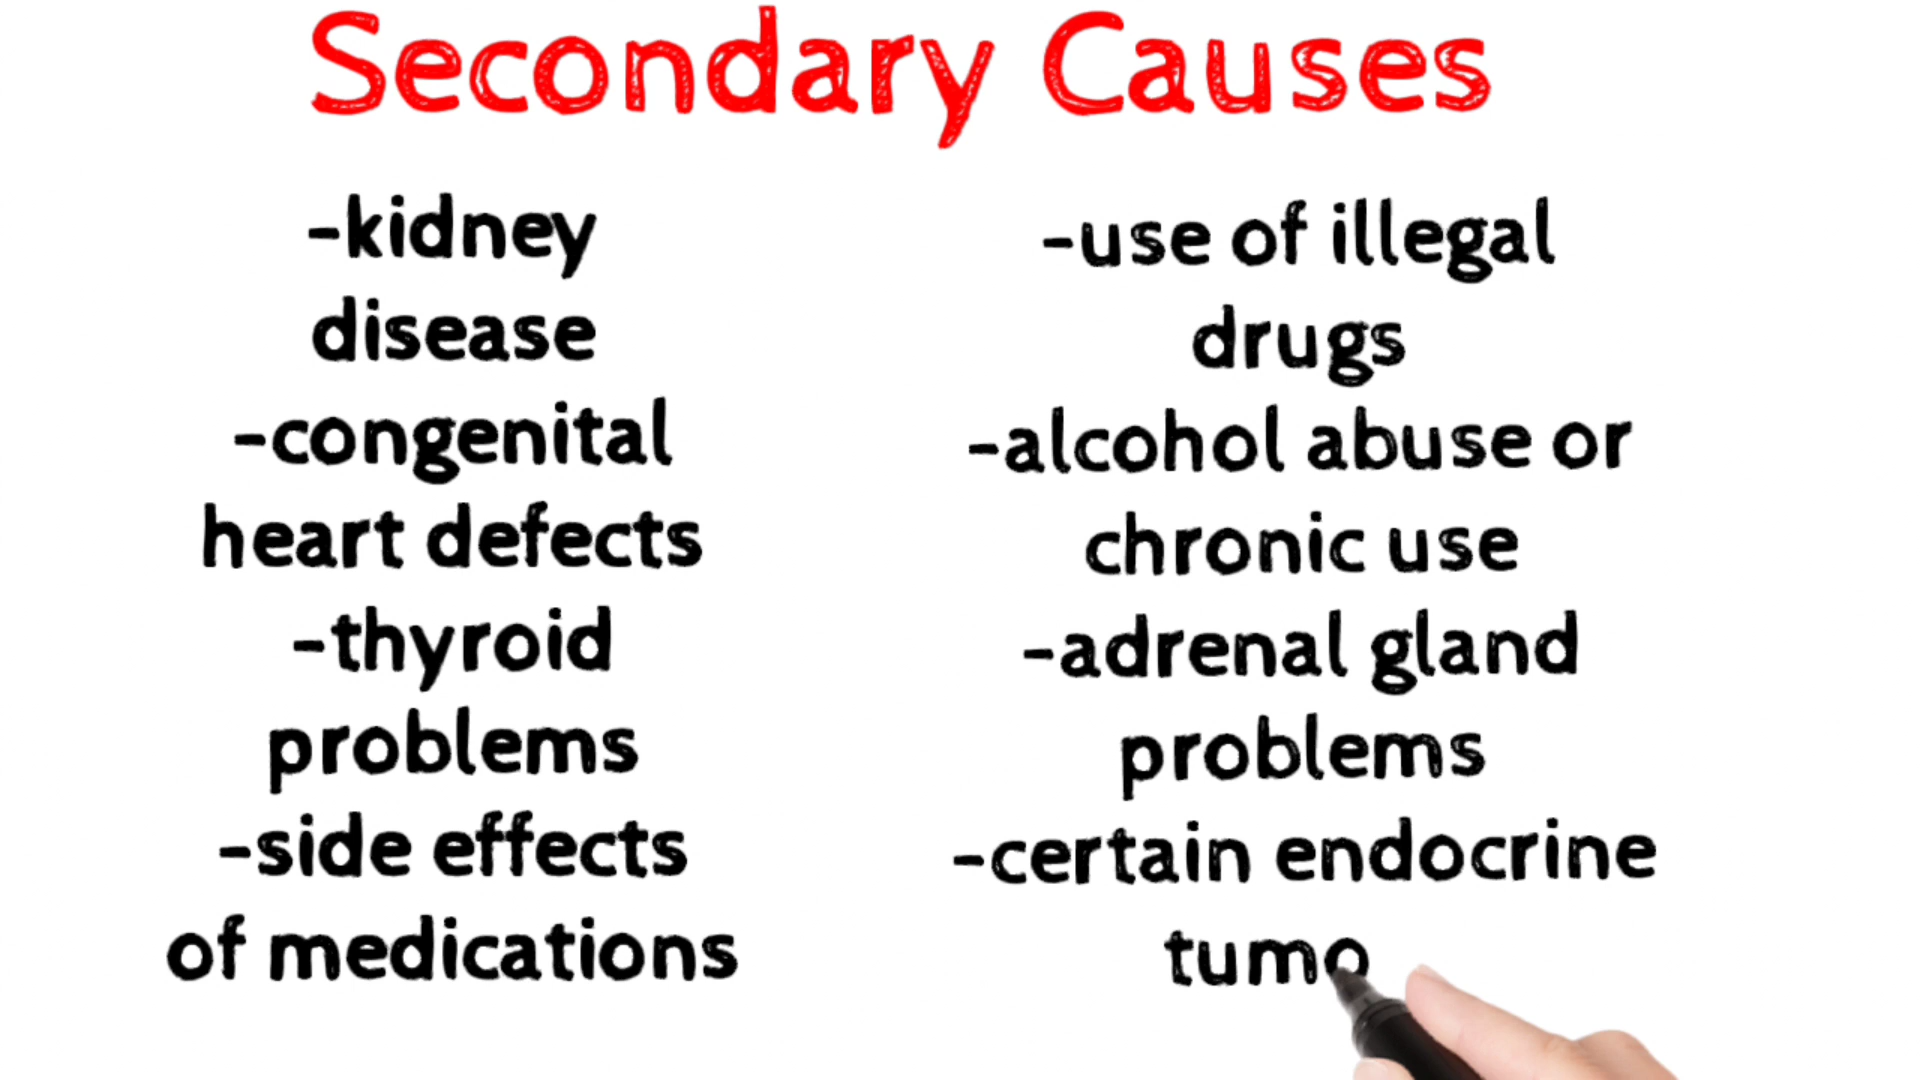 Secondary Causes
-kidney
disease
-congenital
heart defects
-thyroid
problems
-side effects
of medications
-use of illegal
drugs
-alcohol abuse or
chronic use
-adrenal gland
problems
-certain endocrine
tumo